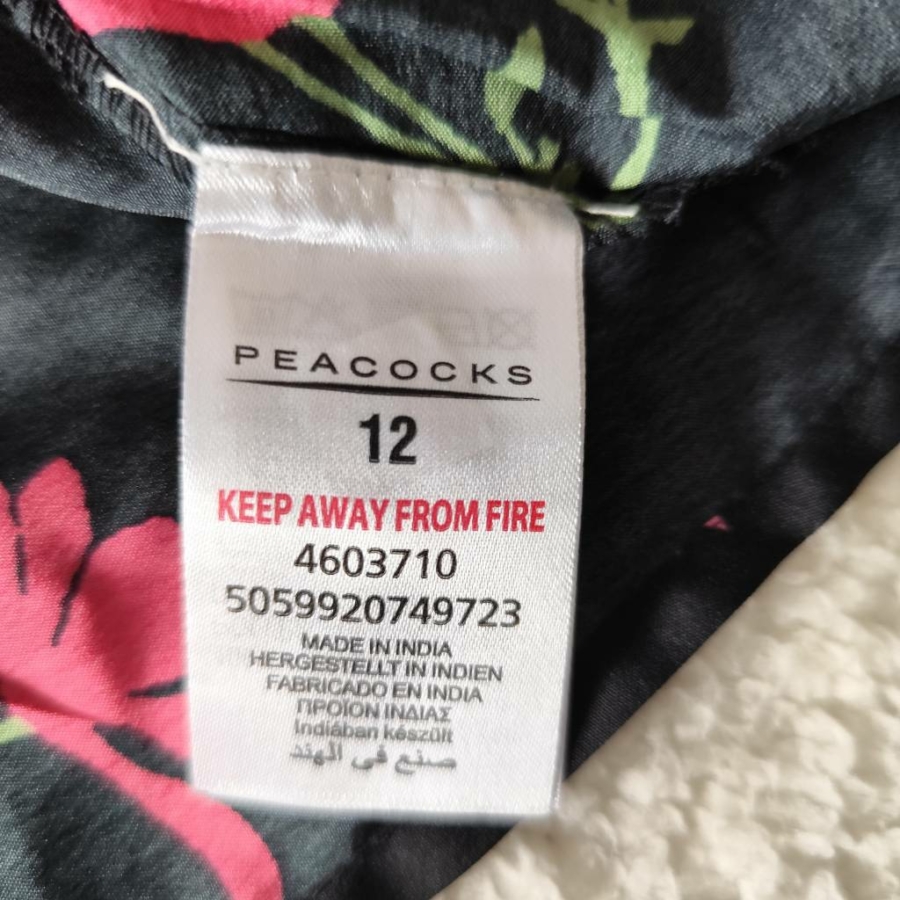 PEACOCKS
12
KEEP AWAY FROM FIRE
4603710
5059920749723
MADE IN INDIA
HERGESTELLT IN INDIEN
FABRICADO EN INDIA
ΠΡΟΪΟΝ ΙΝΔΙΑΣ
Indiában készült
صنع في الهند